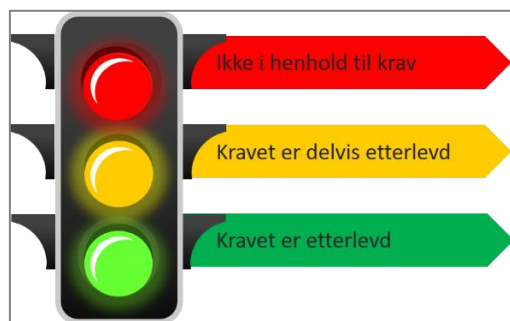 Ikke i henhold til krav
Kravet er delvis etterlevd
Kravet er etterlevd